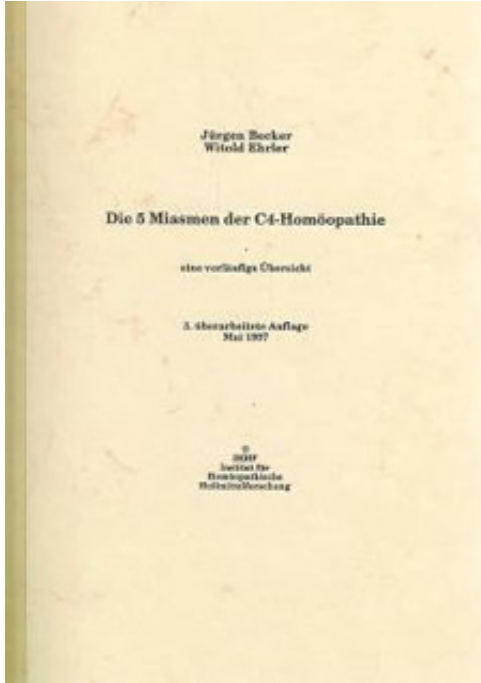 Jürgen Becker
Witold Ehrler
Die 5 Miasmen der C4-Homöopathie
eine vorläufige Übersicht
3. überarbeitete Auflage
Mai 1997
©
IHHF
Institut für
Homöopathische
Heilmittelforschung